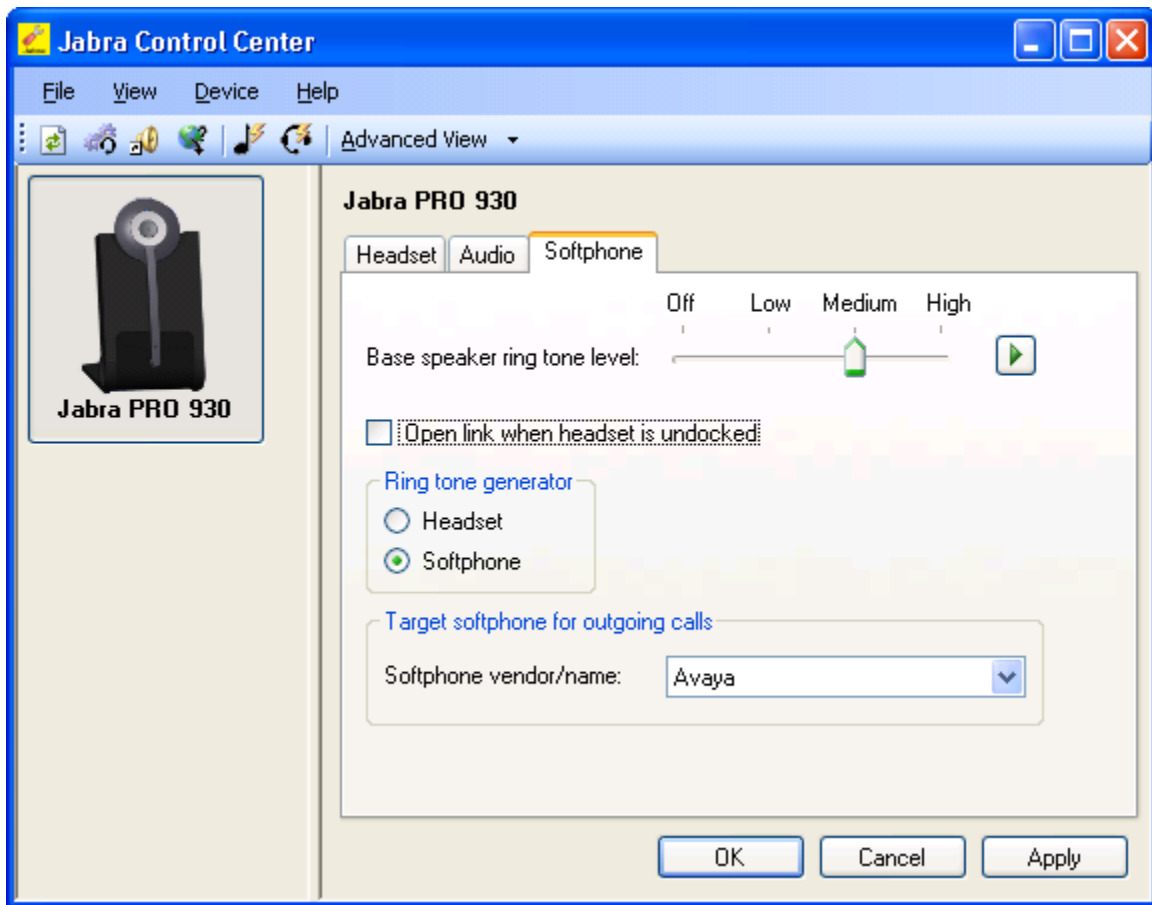 Jabra Control Center
File View Device Help
Advanced View
Jabra PRO 930
Jabra PRO 930
Headset Audio Softphone
Off Low Medium High
Base speaker ring tone level:
Open link when headset is undocked
Ring tone generator
Headset
Softphone
Target softphone for outgoing calls
Softphone vendor/name: Avaya
OK Cancel Apply